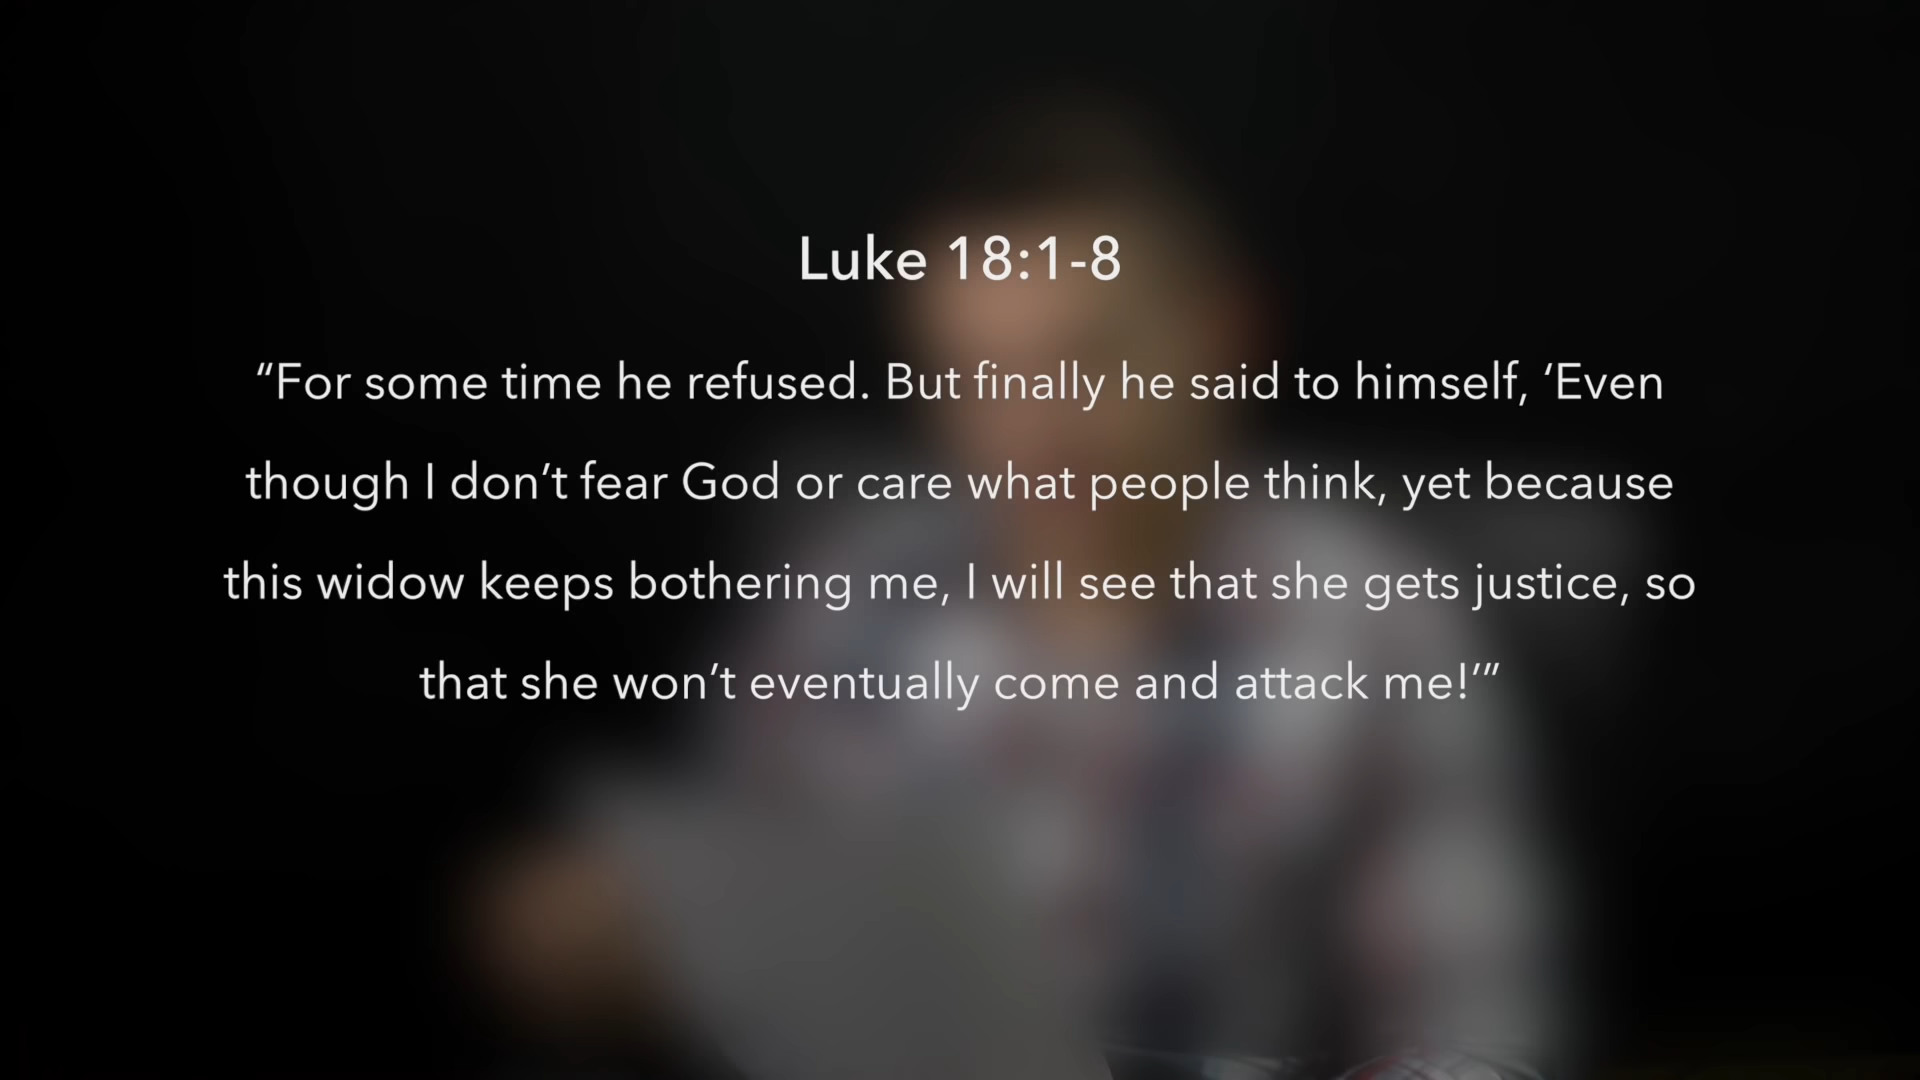 Luke 18:1-8
“For some time he refused. But finally he said to himself, ‘Even
though I don’t fear God or care what people think, yet because
this widow keeps bothering me, I will see that she gets justice, so
that she won’t eventually come and attack me!’”